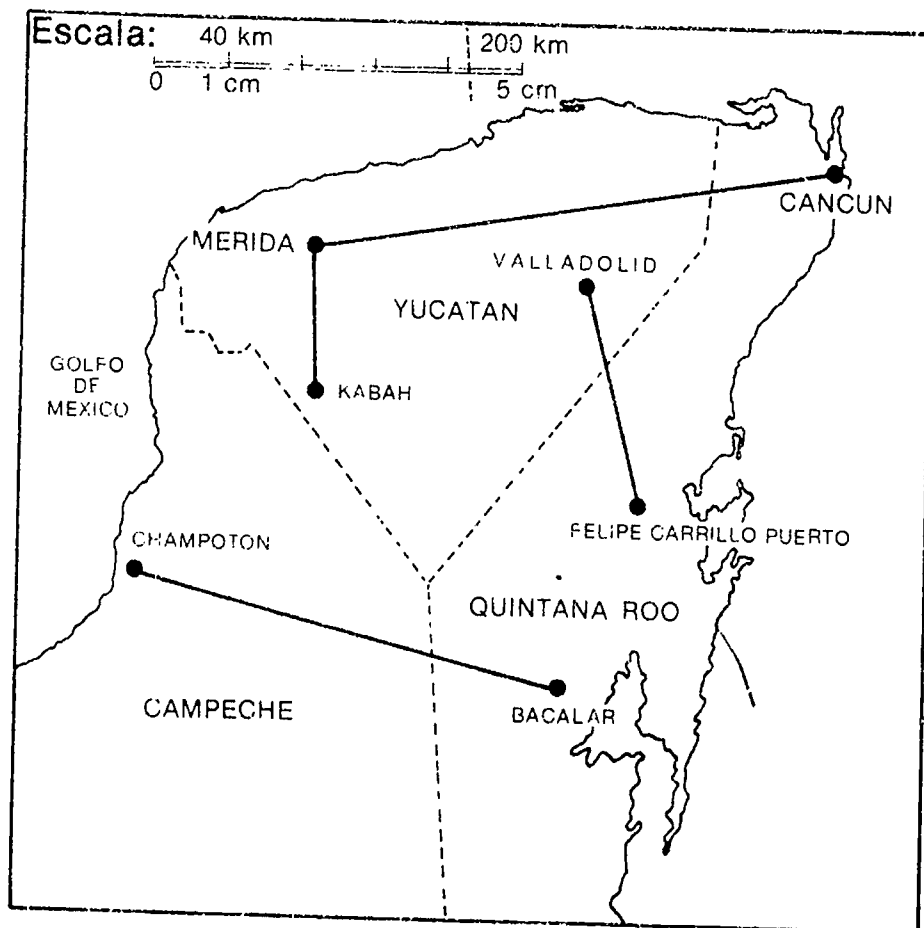 Escala:
40 km 200 km
0 1 cm 5 cm
CANCUN
MERIDA
VALLADOLID
YUCATAN
GOLFO
DE
MEXICO
KABAH
FELIPE CARRILLO PUERTO
CHAMPOTON
QUINTANA ROO
CAMPECHE
BACALAR